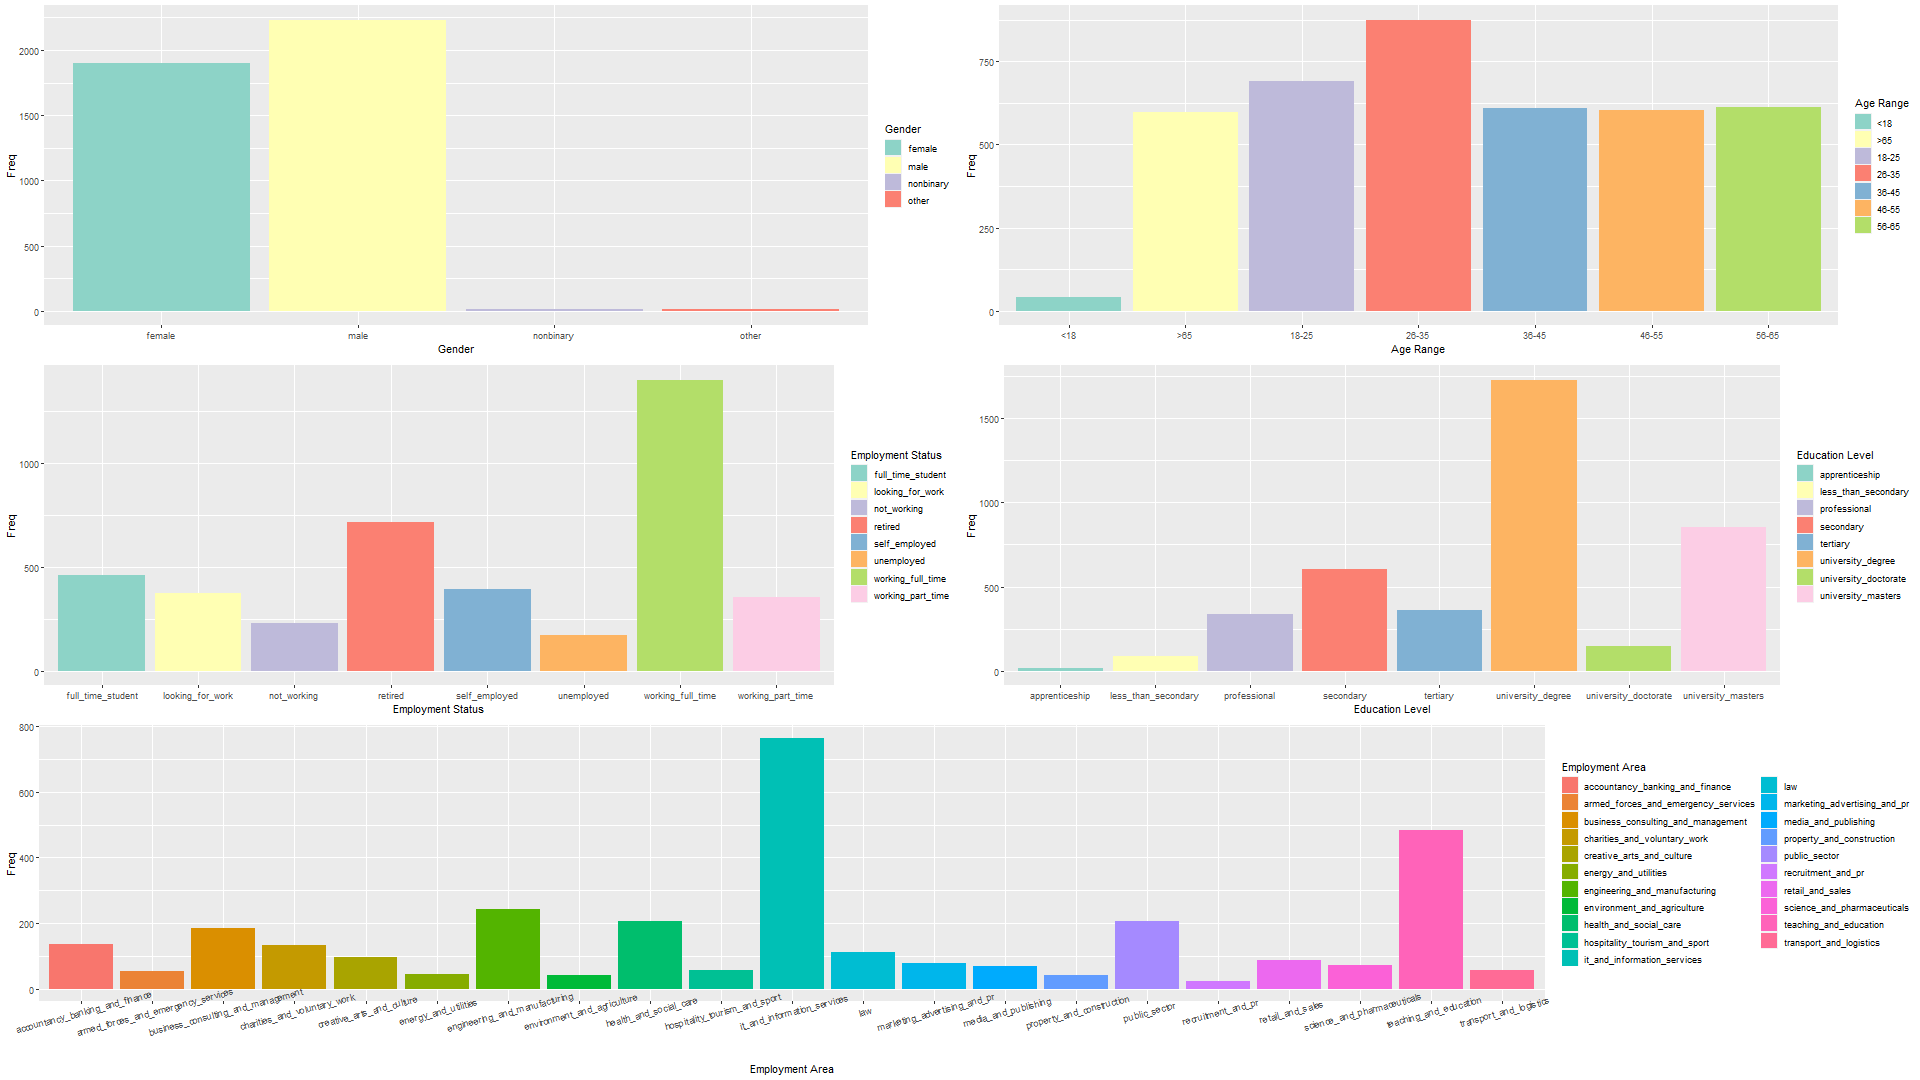 2000
1500
1000
500
0
Freq
female
male
nonbinary
other
Gender
Gender
female
male
nonbinary
other
750
500
250
0
Freq
<18
>65
18-25
26-35
36-45
46-55
56-65
Age Range
Age Range
<18
>65
18-25
26-35
36-45
46-55
56-65
1000
500
0
Freq
full_time_student
looking_for_work
not_working
retired
self_employed
unemployed
working_full_time
working_part_time
Employment Status
Employment Status
full_time_student
looking_for_work
not_working
retired
self_employed
unemployed
working_full_time
working_part_time
1500
1000
500
0
Freq
apprenticeship
less_than_secondary
professional
secondary
tertiary
university_degree
university_doctorate
university_masters
Education Level
Education Level
apprenticeship
less_than_secondary
professional
secondary
tertiary
university_degree
university_doctorate
university_masters
800
600
400
200
0
Freq
accountancy_banking_and_finance
armed_forces_and_emergency_services
business_consulting_and_management
charities_and_voluntary_work
creative_arts_and_culture
energy_and_utilities
engineering_and_manufacturing
environment_and_agriculture
health_and_social_care
hospitality_tourism_and_sport
it_and_information_services
law
marketing_advertising_and_pr
media_and_publishing
property_and_construction
public_sector
recruitment_and_pr
retail_and_sales
science_and_pharmaceuticals
teaching_and_education
transport_and_logistics
Employment Area
Employment Area
accountancy_banking_and_finance
armed_forces_and_emergency_services
business_consulting_and_management
charities_and_voluntary_work
creative_arts_and_culture
energy_and_utilities
engineering_and_manufacturing
environment_and_agriculture
health_and_social_care
hospitality_tourism_and_sport
it_and_information_services
law
marketing_advertising_and_pr
media_and_publishing
property_and_construction
public_sector
recruitment_and_pr
retail_and_sales
science_and_pharmaceuticals
teaching_and_education
transport_and_logistics